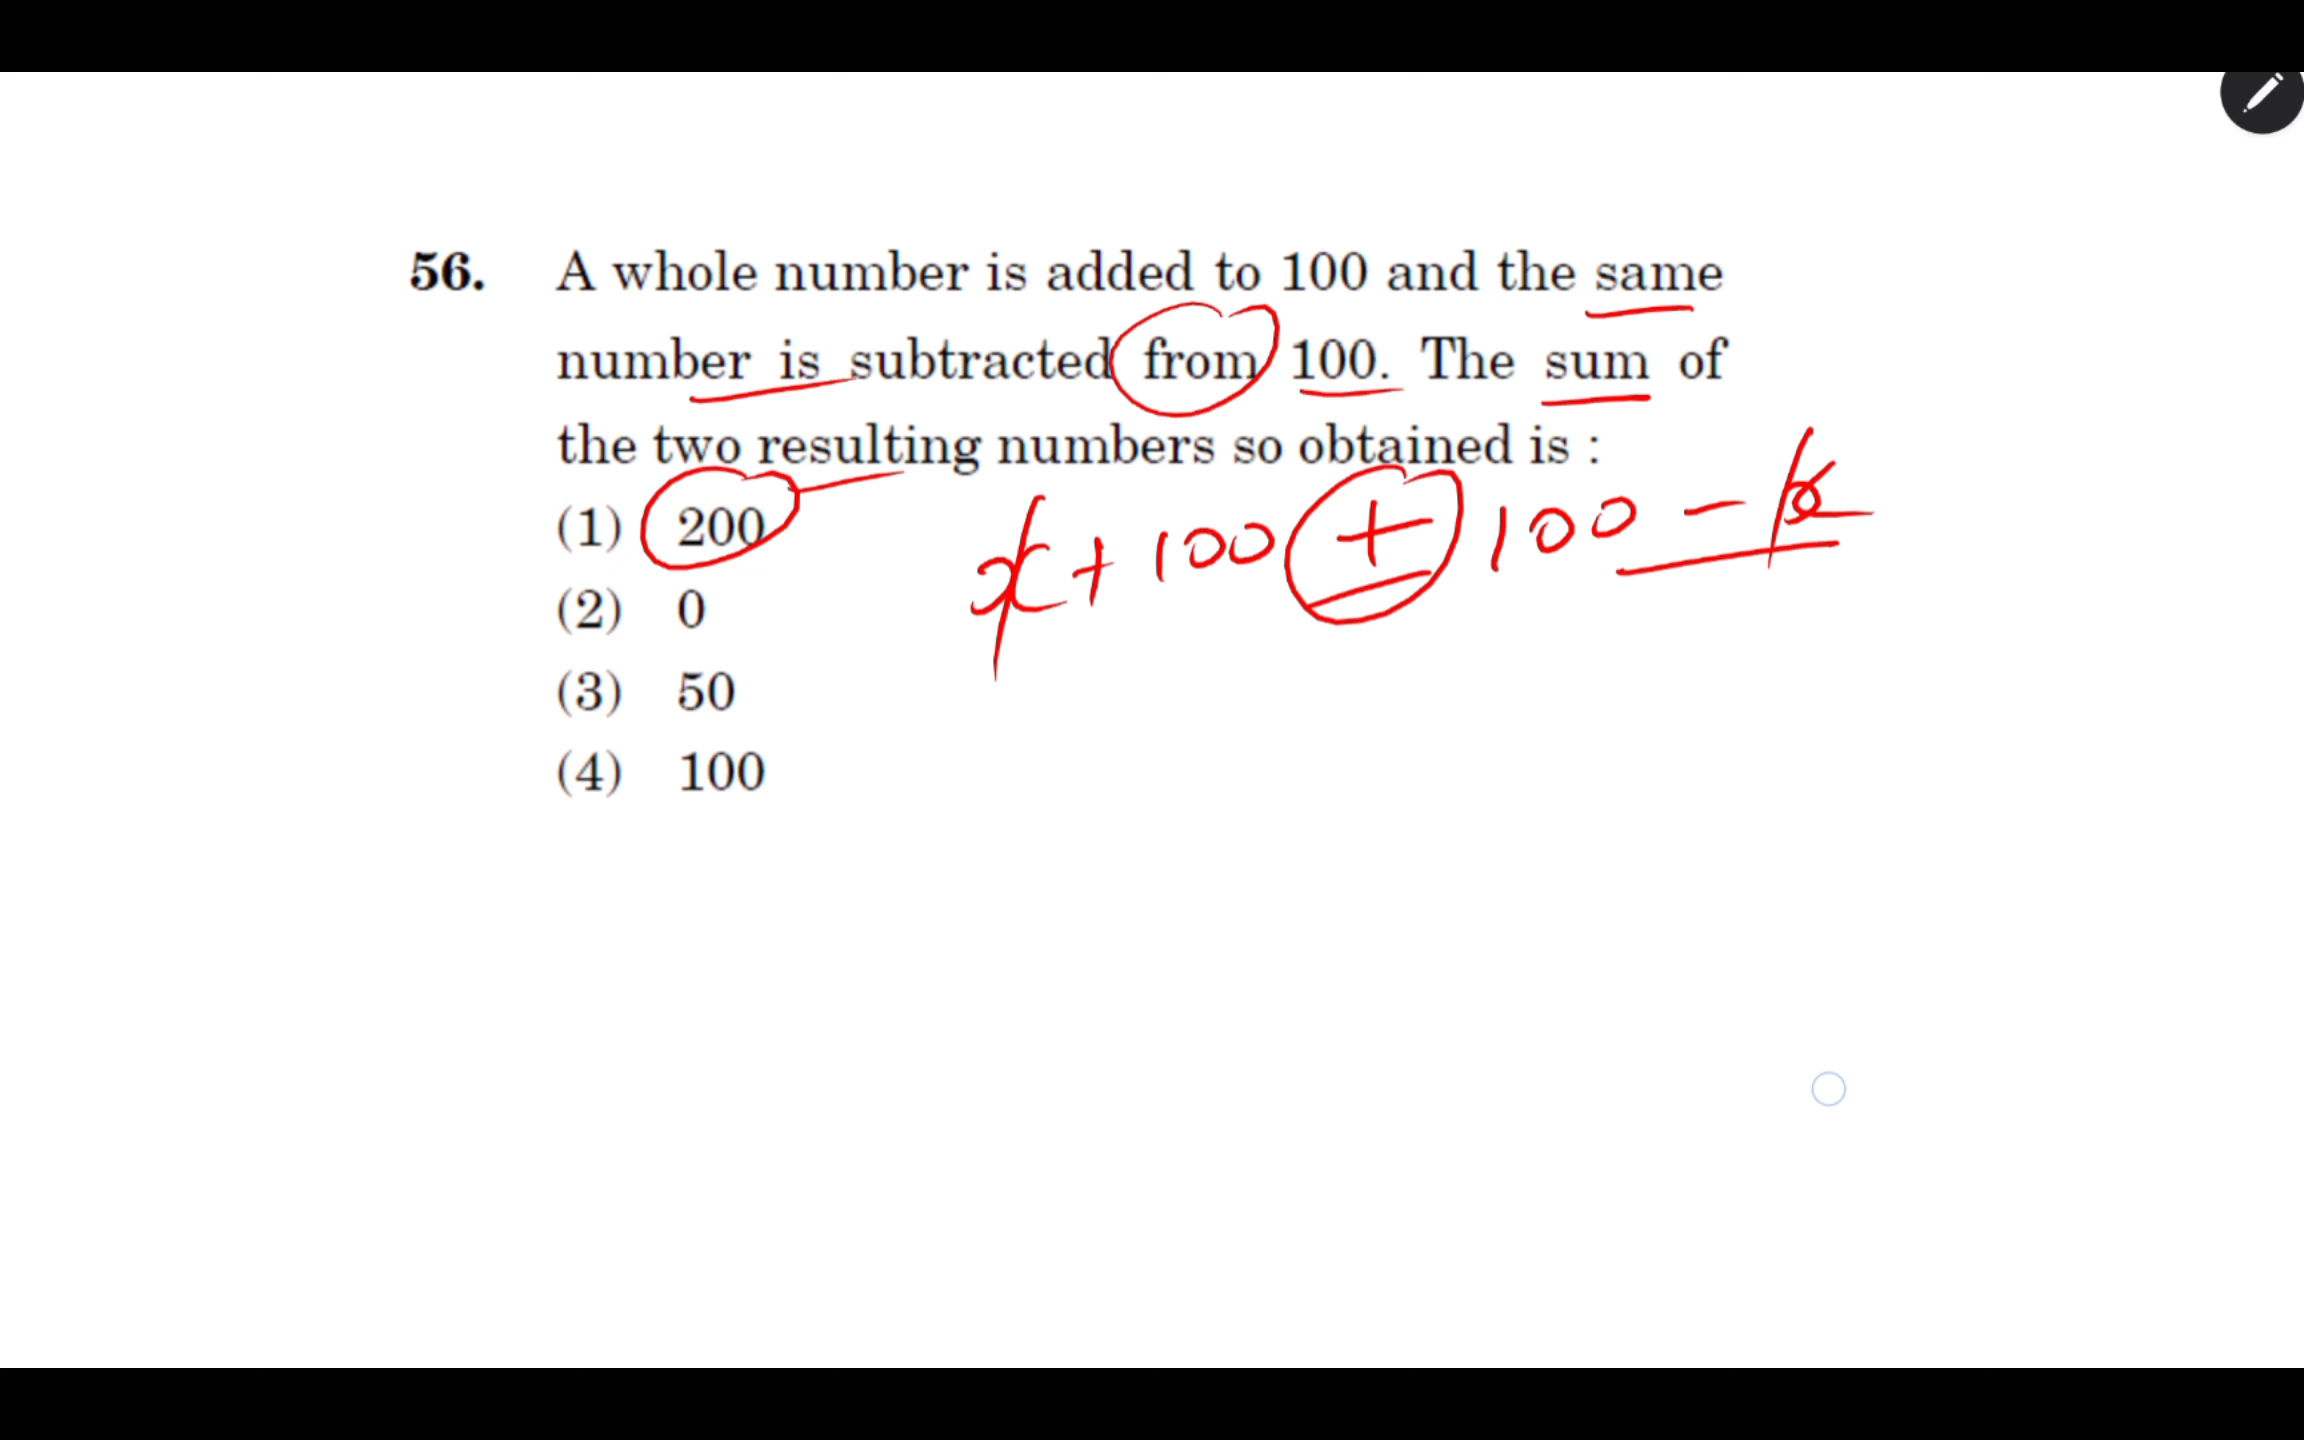 56. A whole number is added to 100 and the same
number is subtracted from 100. The sum of
the two resulting numbers so obtained is :
(1) 200
x + 100 + 100 - x
(2) 0
(3) 50
(4) 100